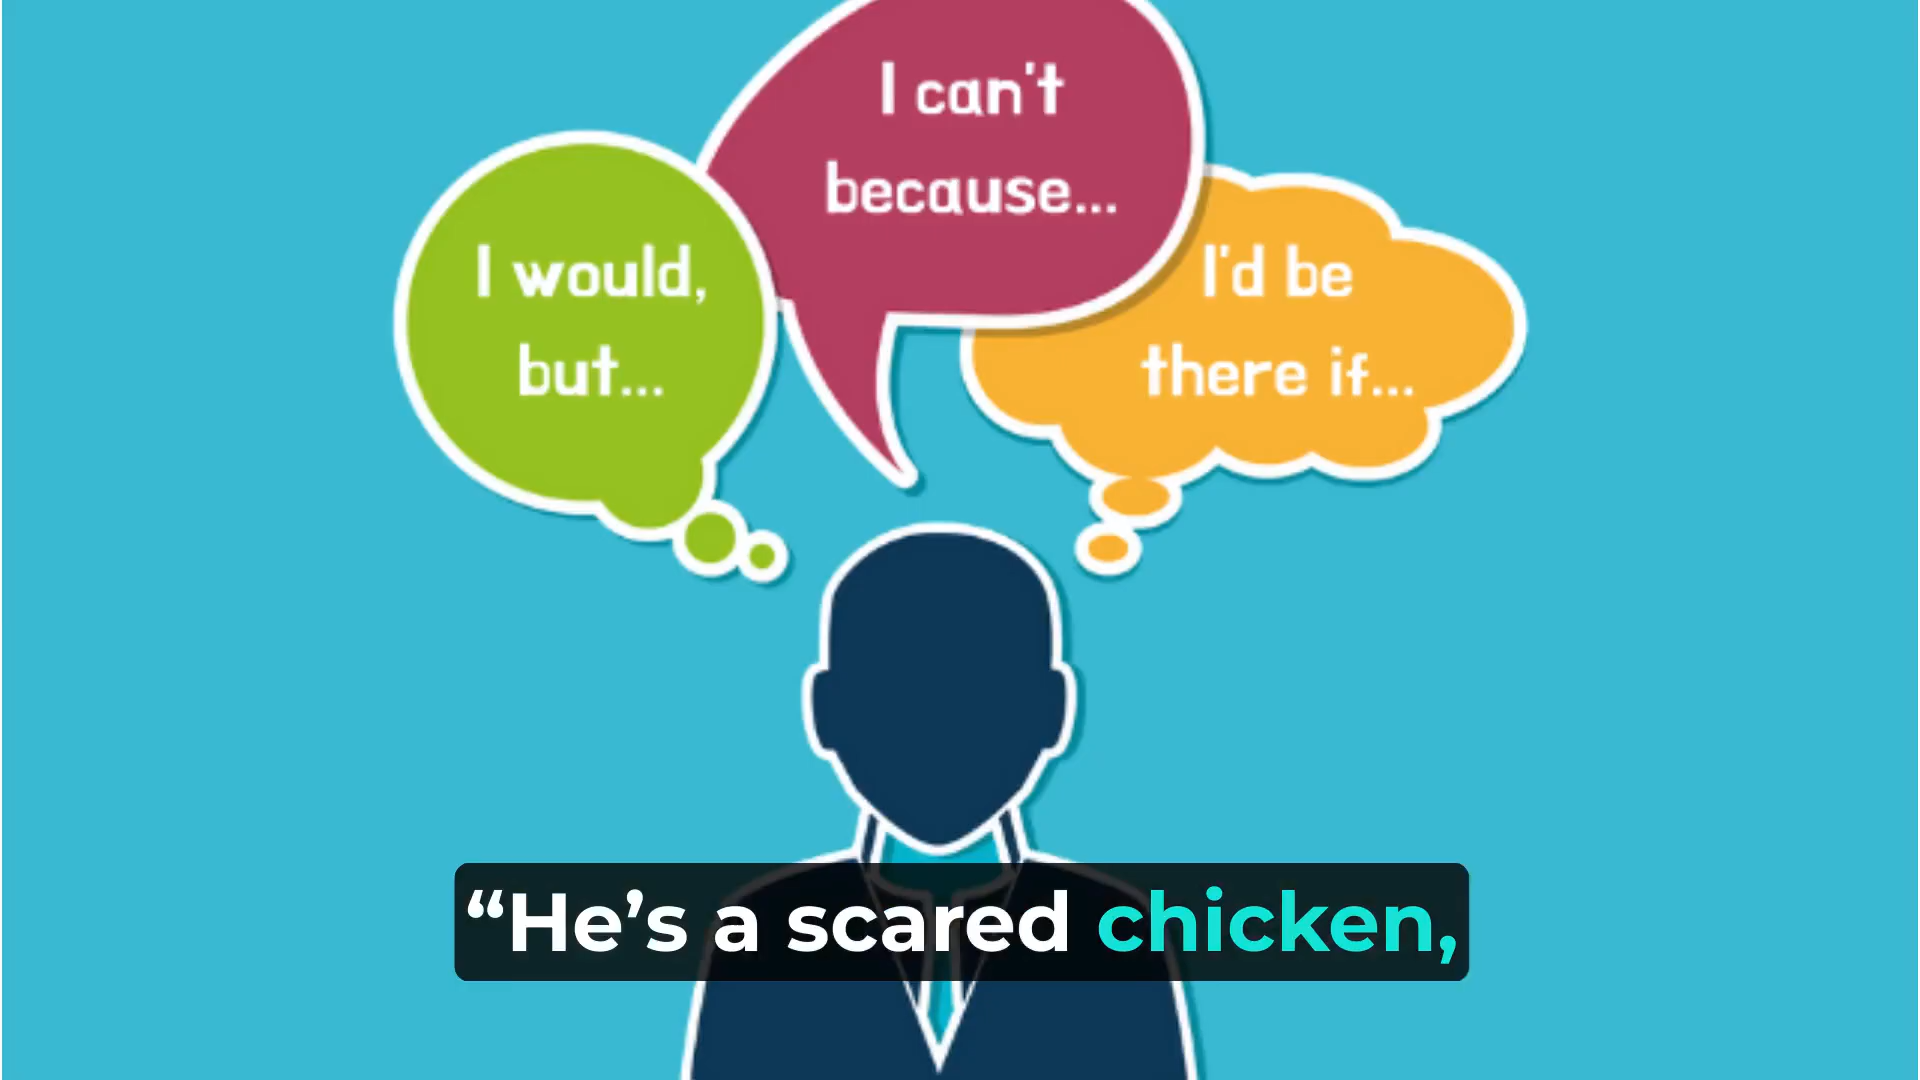 I can't
because...
I would,
but...
I'd be
there if...
“He’s a scared chicken,